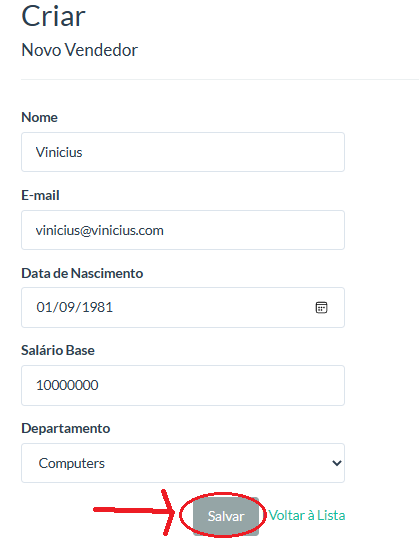 Criar
Novo Vendedor
Nome
Vinicius
E-mail
vinicius@vinicius.com
Data de Nascimento
01/09/1981
Salário Base
10000000
Departamento
Computers
Salvar Voltar à Lista